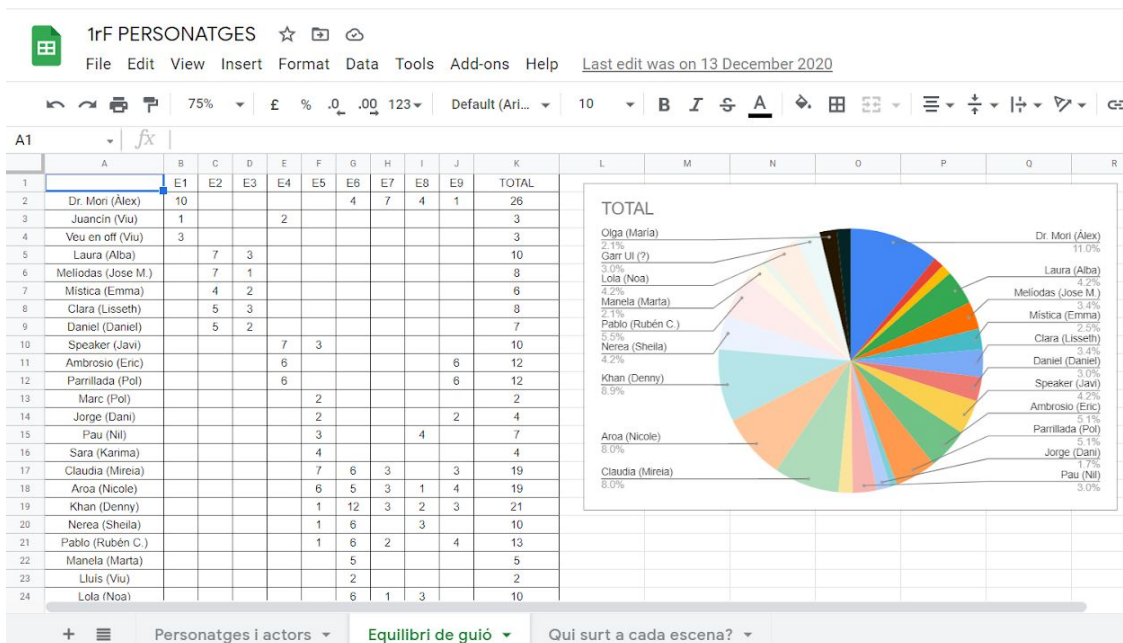 1rF PERSONATGES
File Edit View Insert Format Data Tools Add-ons Help Last edit was on 13 December 2020
75% £ % .0 .00 123 Default (Ari... 10 B I S A
A1 fx
A B C D E F G H I J K L M N O P Q R
1 E1 E2 E3 E4 E5 E6 E7 E8 E9 TOTAL
2 Dr. Mori (Àlex) 10 4 7 4 1 26
3 Juancín (Viu) 1 2 3
4 Veu en off (Viu) 3 3
5 Laura (Alba) 7 3 10
6 Melíodas (Jose M.) 7 1 8
7 Mística (Emma) 4 2 6
8 Clara (Lisseth) 5 3 8
9 Daniel (Daniel) 5 2 7
10 Speaker (Javi) 7 3 10
11 Ambrosio (Eric) 6 6 12
12 Parrillada (Pol) 6 6 12
13 Marc (Pol) 2 2
14 Jorge (Dani) 2 2 4
15 Pau (Nil) 3 4 7
16 Sara (Karima) 4 4
17 Claudia (Mireia) 7 6 3 3 19
18 Aroa (Nicole) 6 5 3 1 4 19
19 Khan (Denny) 1 12 3 2 3 21
20 Nerea (Sheila) 1 6 3 10
21 Pablo (Rubén C.) 1 6 2 4 13
22 Manela (Marta) 5 5
23 Lluís (Viu) 2 2
24 Lola (Noa) 6 1 3 10
TOTAL
Olga (María)
2.1%
Garr Ul (?)
3.0%
Lola (Noa)
4.2%
Manela (Marta)
2.1%
Pablo (Rubén C.)
5.5%
Nerea (Sheila)
4.2%
Khan (Denny)
8.9%
Aroa (Nicole)
8.0%
Claudia (Mireia)
8.0%
Dr. Mori (Àlex)
11.0%
Laura (Alba)
4.2%
Melíodas (Jose M.)
3.4%
Mística (Emma)
2.5%
Clara (Lisseth)
3.4%
Daniel (Daniel)
3.0%
Speaker (Javi)
4.2%
Ambrosio (Eric)
5.1%
Parrillada (Pol)
5.1%
Jorge (Dani)
1.7%
Pau (Nil)
3.0%
Personatges i actors Equilibri de guió Qui surt a cada escena?